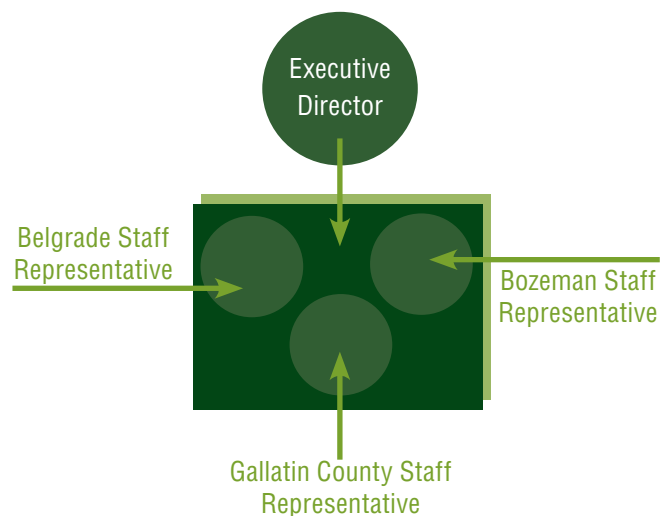 Executive
Director
Belgrade Staff
Representative
Bozeman Staff
Representative
Gallatin County Staff
Representative